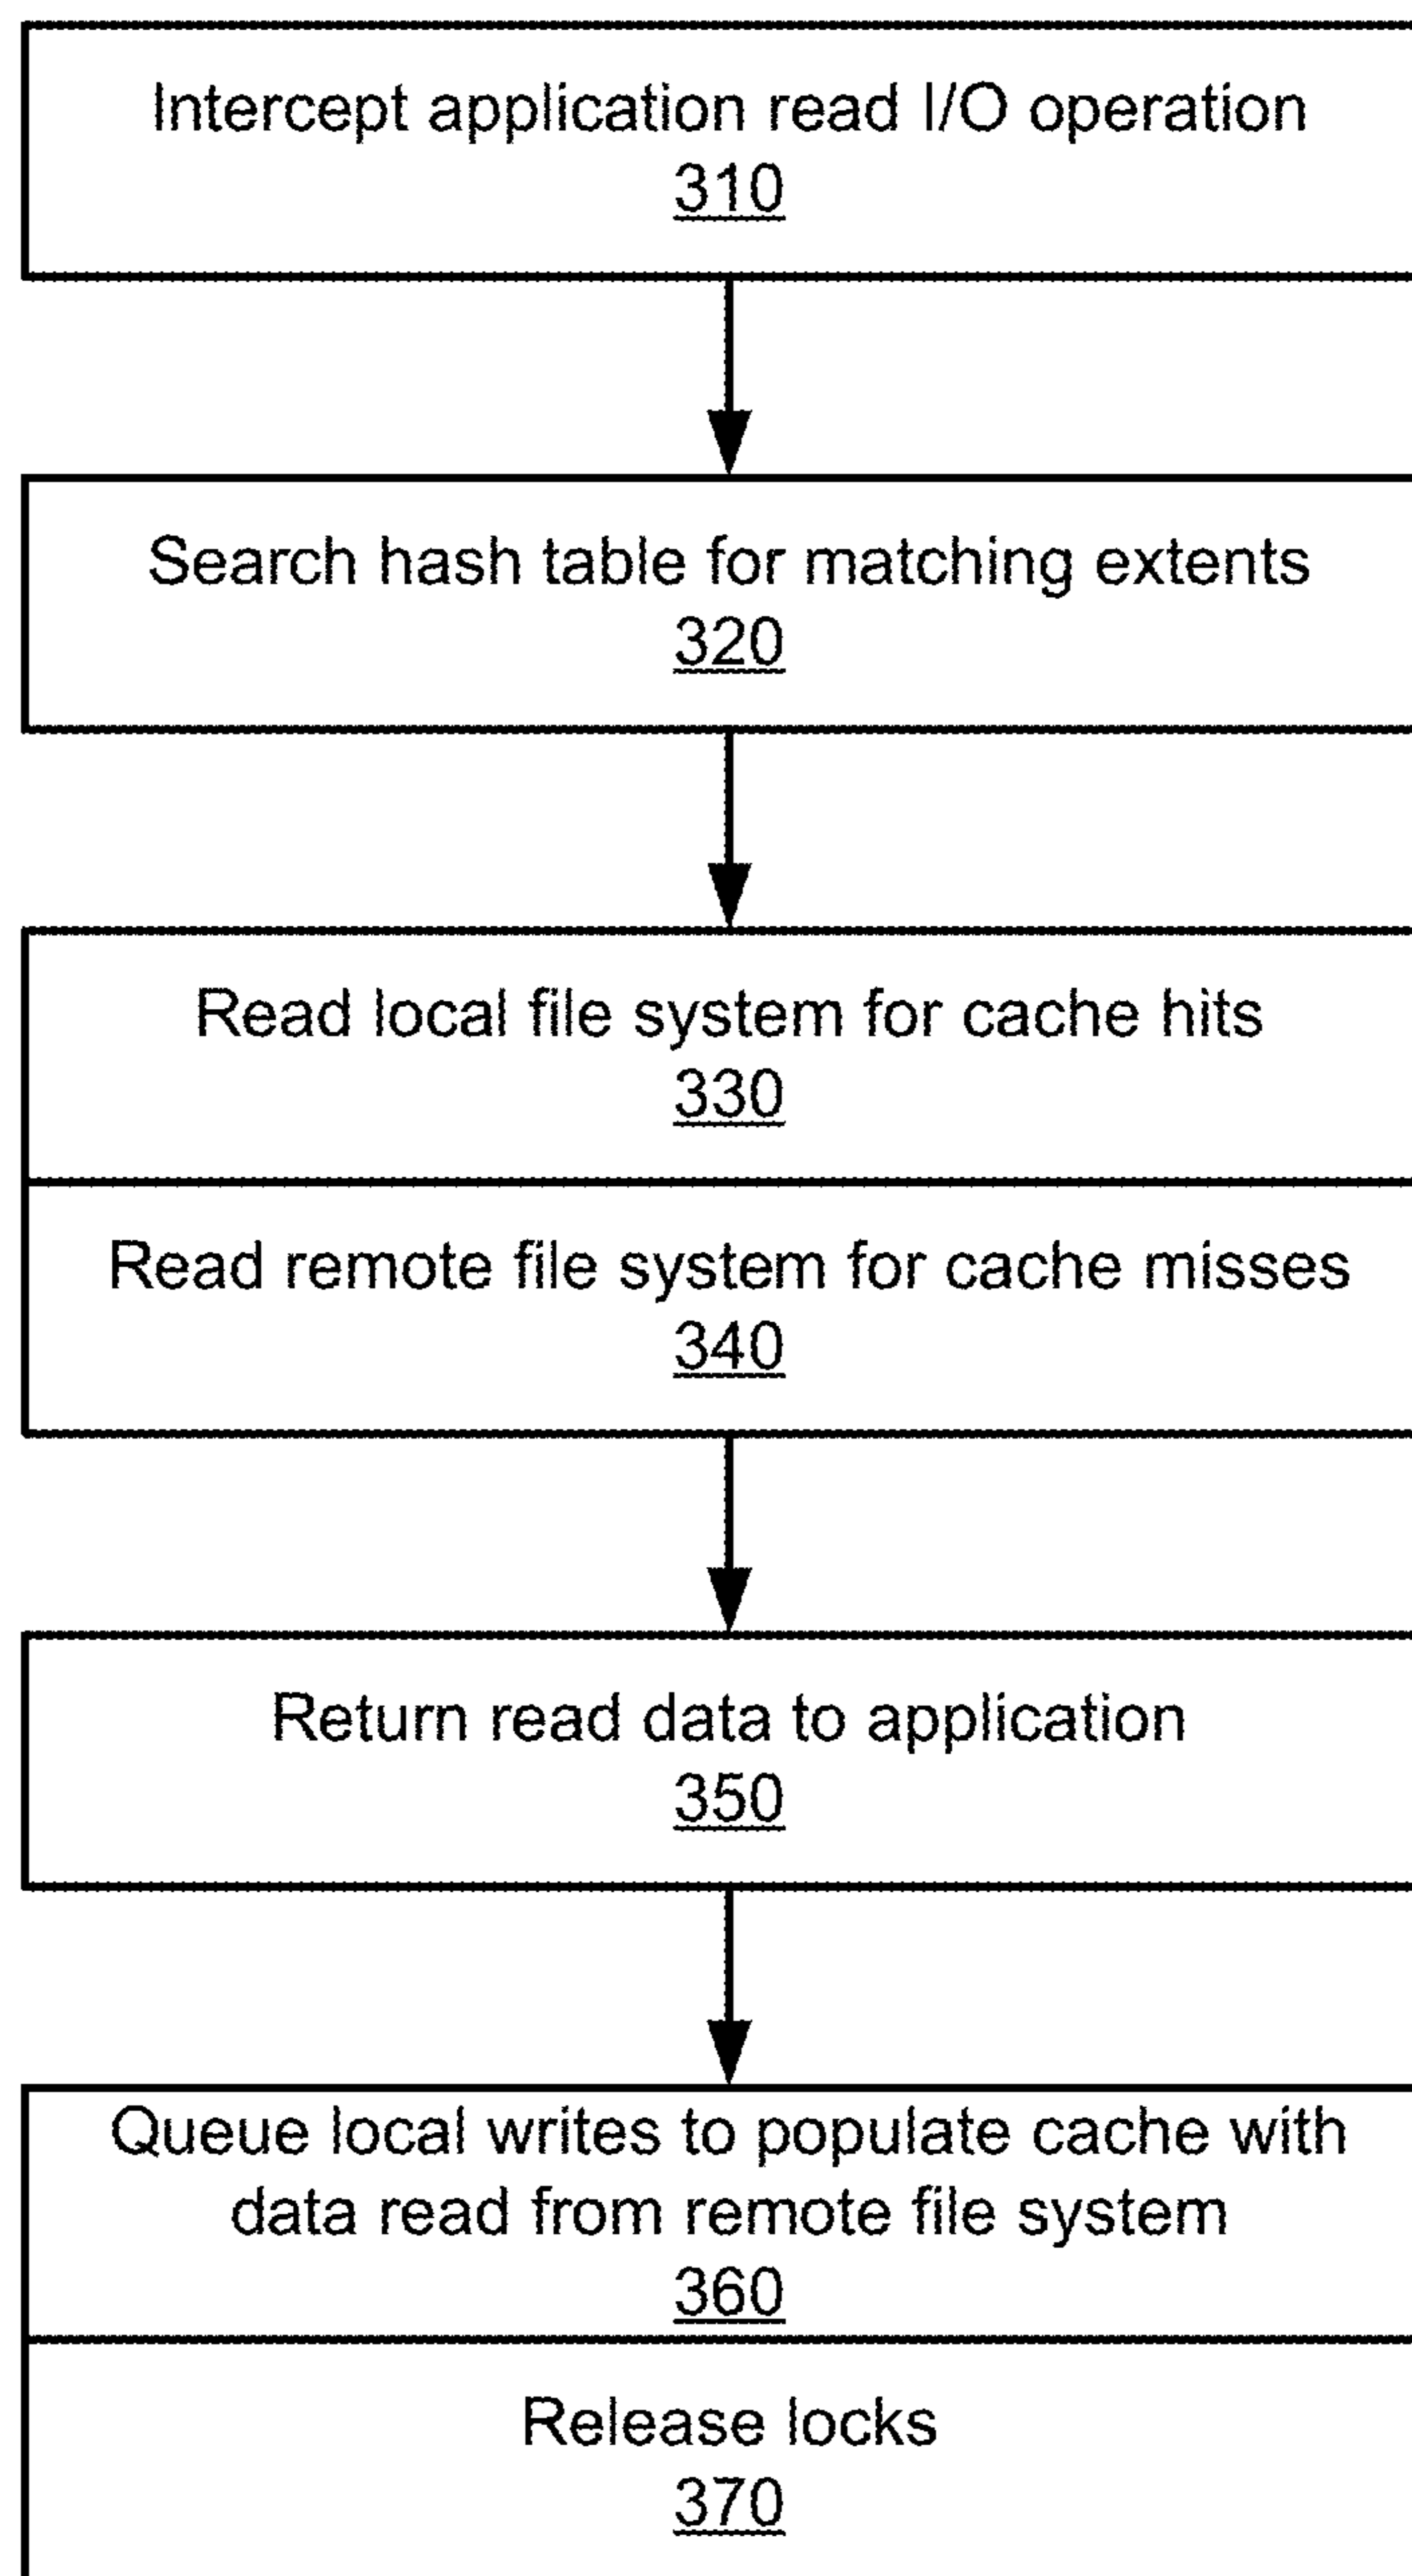 Intercept application read I/O operation
310
Search hash table for matching extents
320
Read local file system for cache hits
330
Read remote file system for cache misses
340
Return read data to application
350
Queue local writes to populate cache with
data read from remote file system
360
Release locks
370